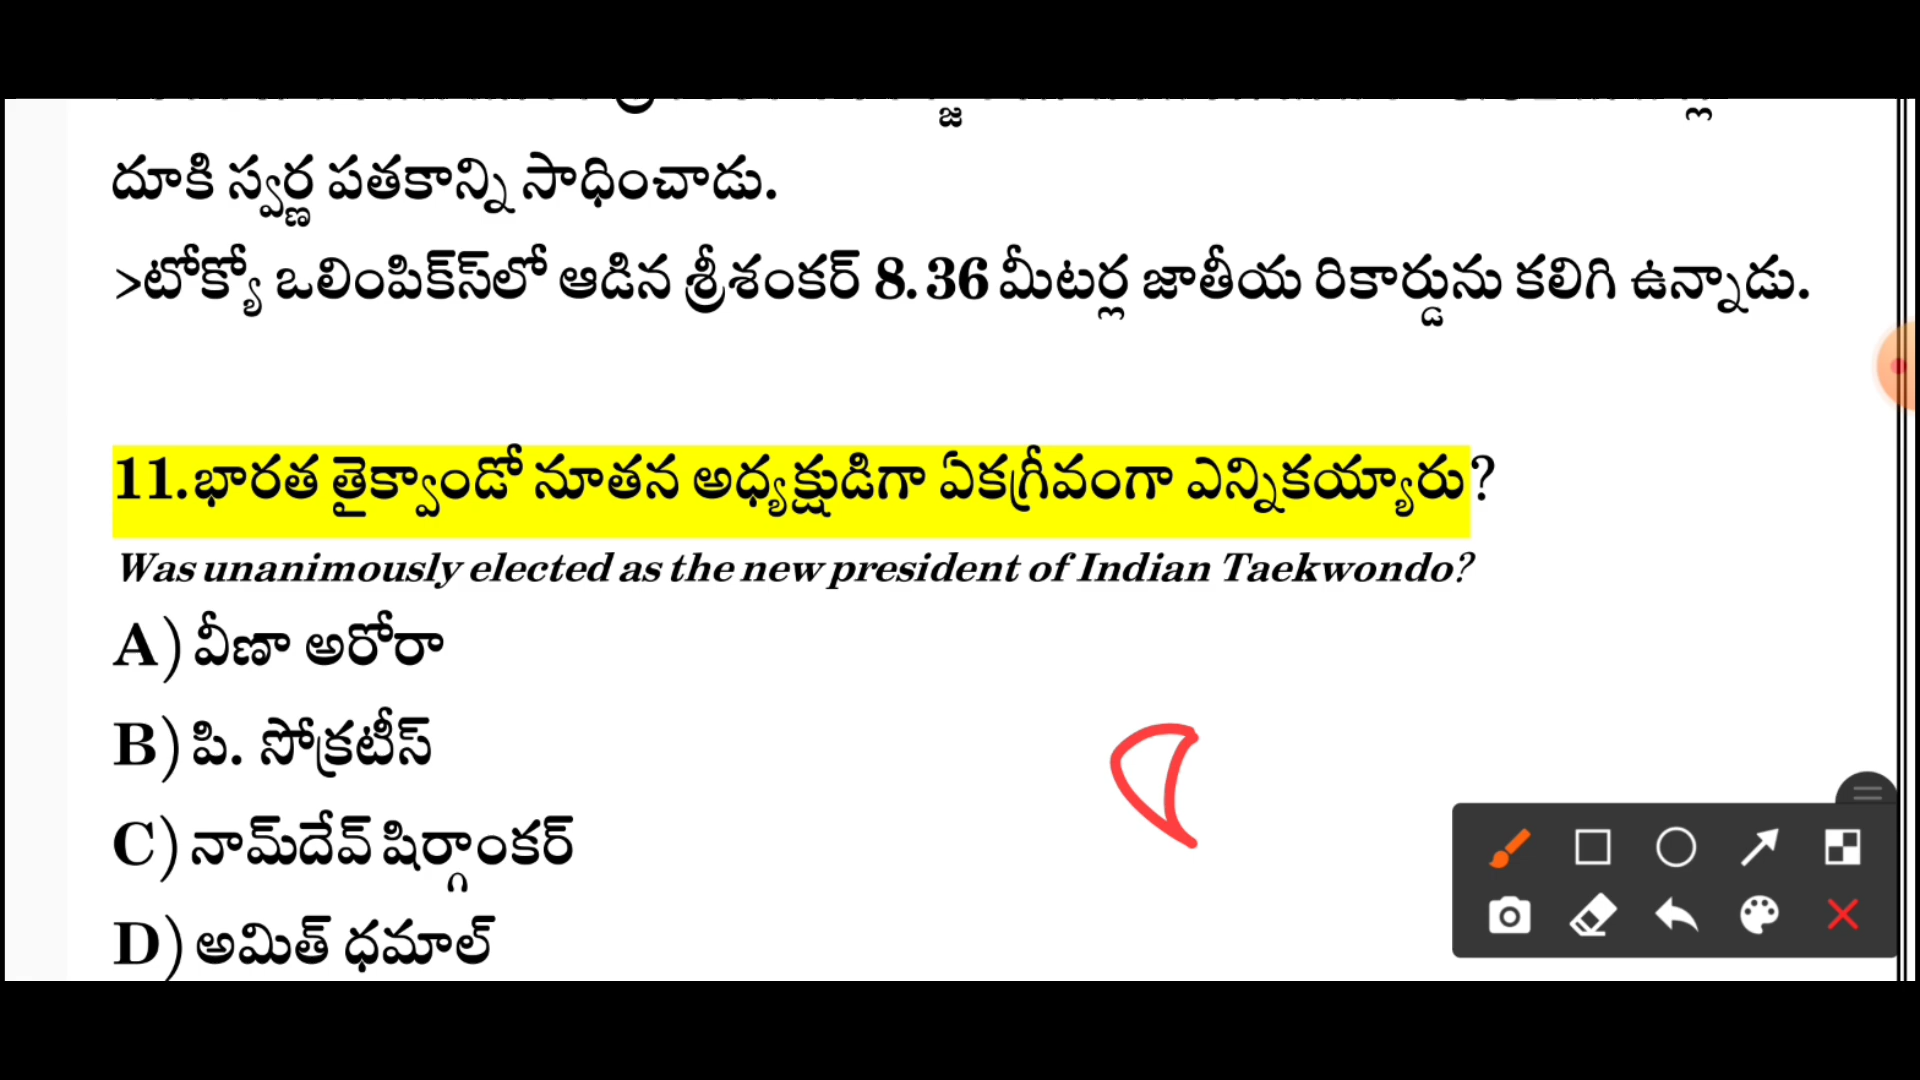 దూకి స్వర్ణ పతకాన్ని సాధించాడు.
>టోక్యో ఒలింపిక్స్‌లో ఆడిన శ్రీశంకర్ 8.36 మీటర్ల జాతీయ రికార్డును కలిగి ఉన్నాడు.
11.భారత తైక్వాండో నూతన అధ్యక్షుడిగా ఏకగ్రీవంగా ఎన్నికయ్యారు?
Was unanimously elected as the new president of Indian Taekwondo?
A) వీణా అరోరా
B) పి. సోక్రటీస్
C) నామ్‌దేవ్ షిర్గాంకర్
D) అమిత్ ధమాల్